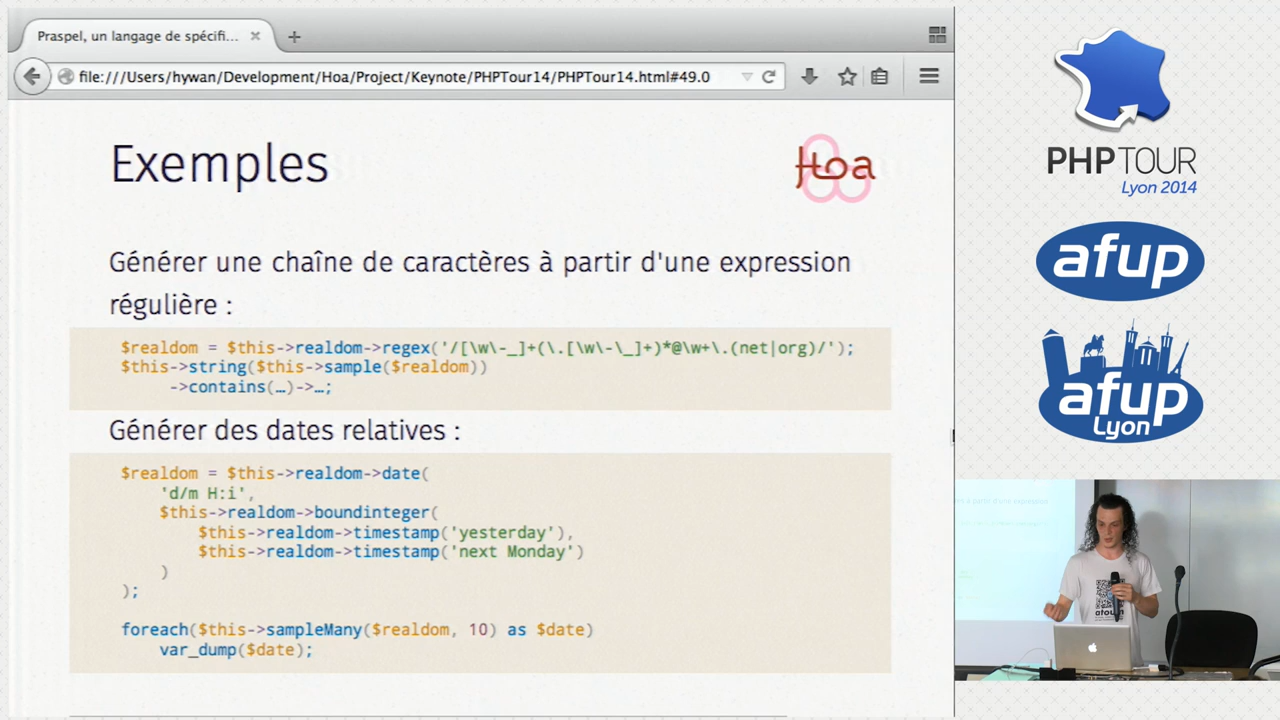 Praspel, un langage de spécifi...
file:///Users/hywan/Development/Hoa/Project/Keynote/PHPTour14/PHPTour14.html#49.0
Exemples
Hoa
Générer une chaîne de caractères à partir d'une expression
régulière :
$realdom = $this->realdom->regex('/[\w\-_]+(\.[\w\-\_]+)*@\w+\.(net|org)/');
$this->string($this->sample($realdom))
->contains(…)->…;
Générer des dates relatives :
$realdom = $this->realdom->date(
'd/m H:i',
$this->realdom->boundinteger(
$this->realdom->timestamp('yesterday'),
$this->realdom->timestamp('next Monday')
)
);
foreach($this->sampleMany($realdom, 10) as $date)
var_dump($date);
PHP TOUR
Lyon 2014
afup
afup
Lyon
atoum